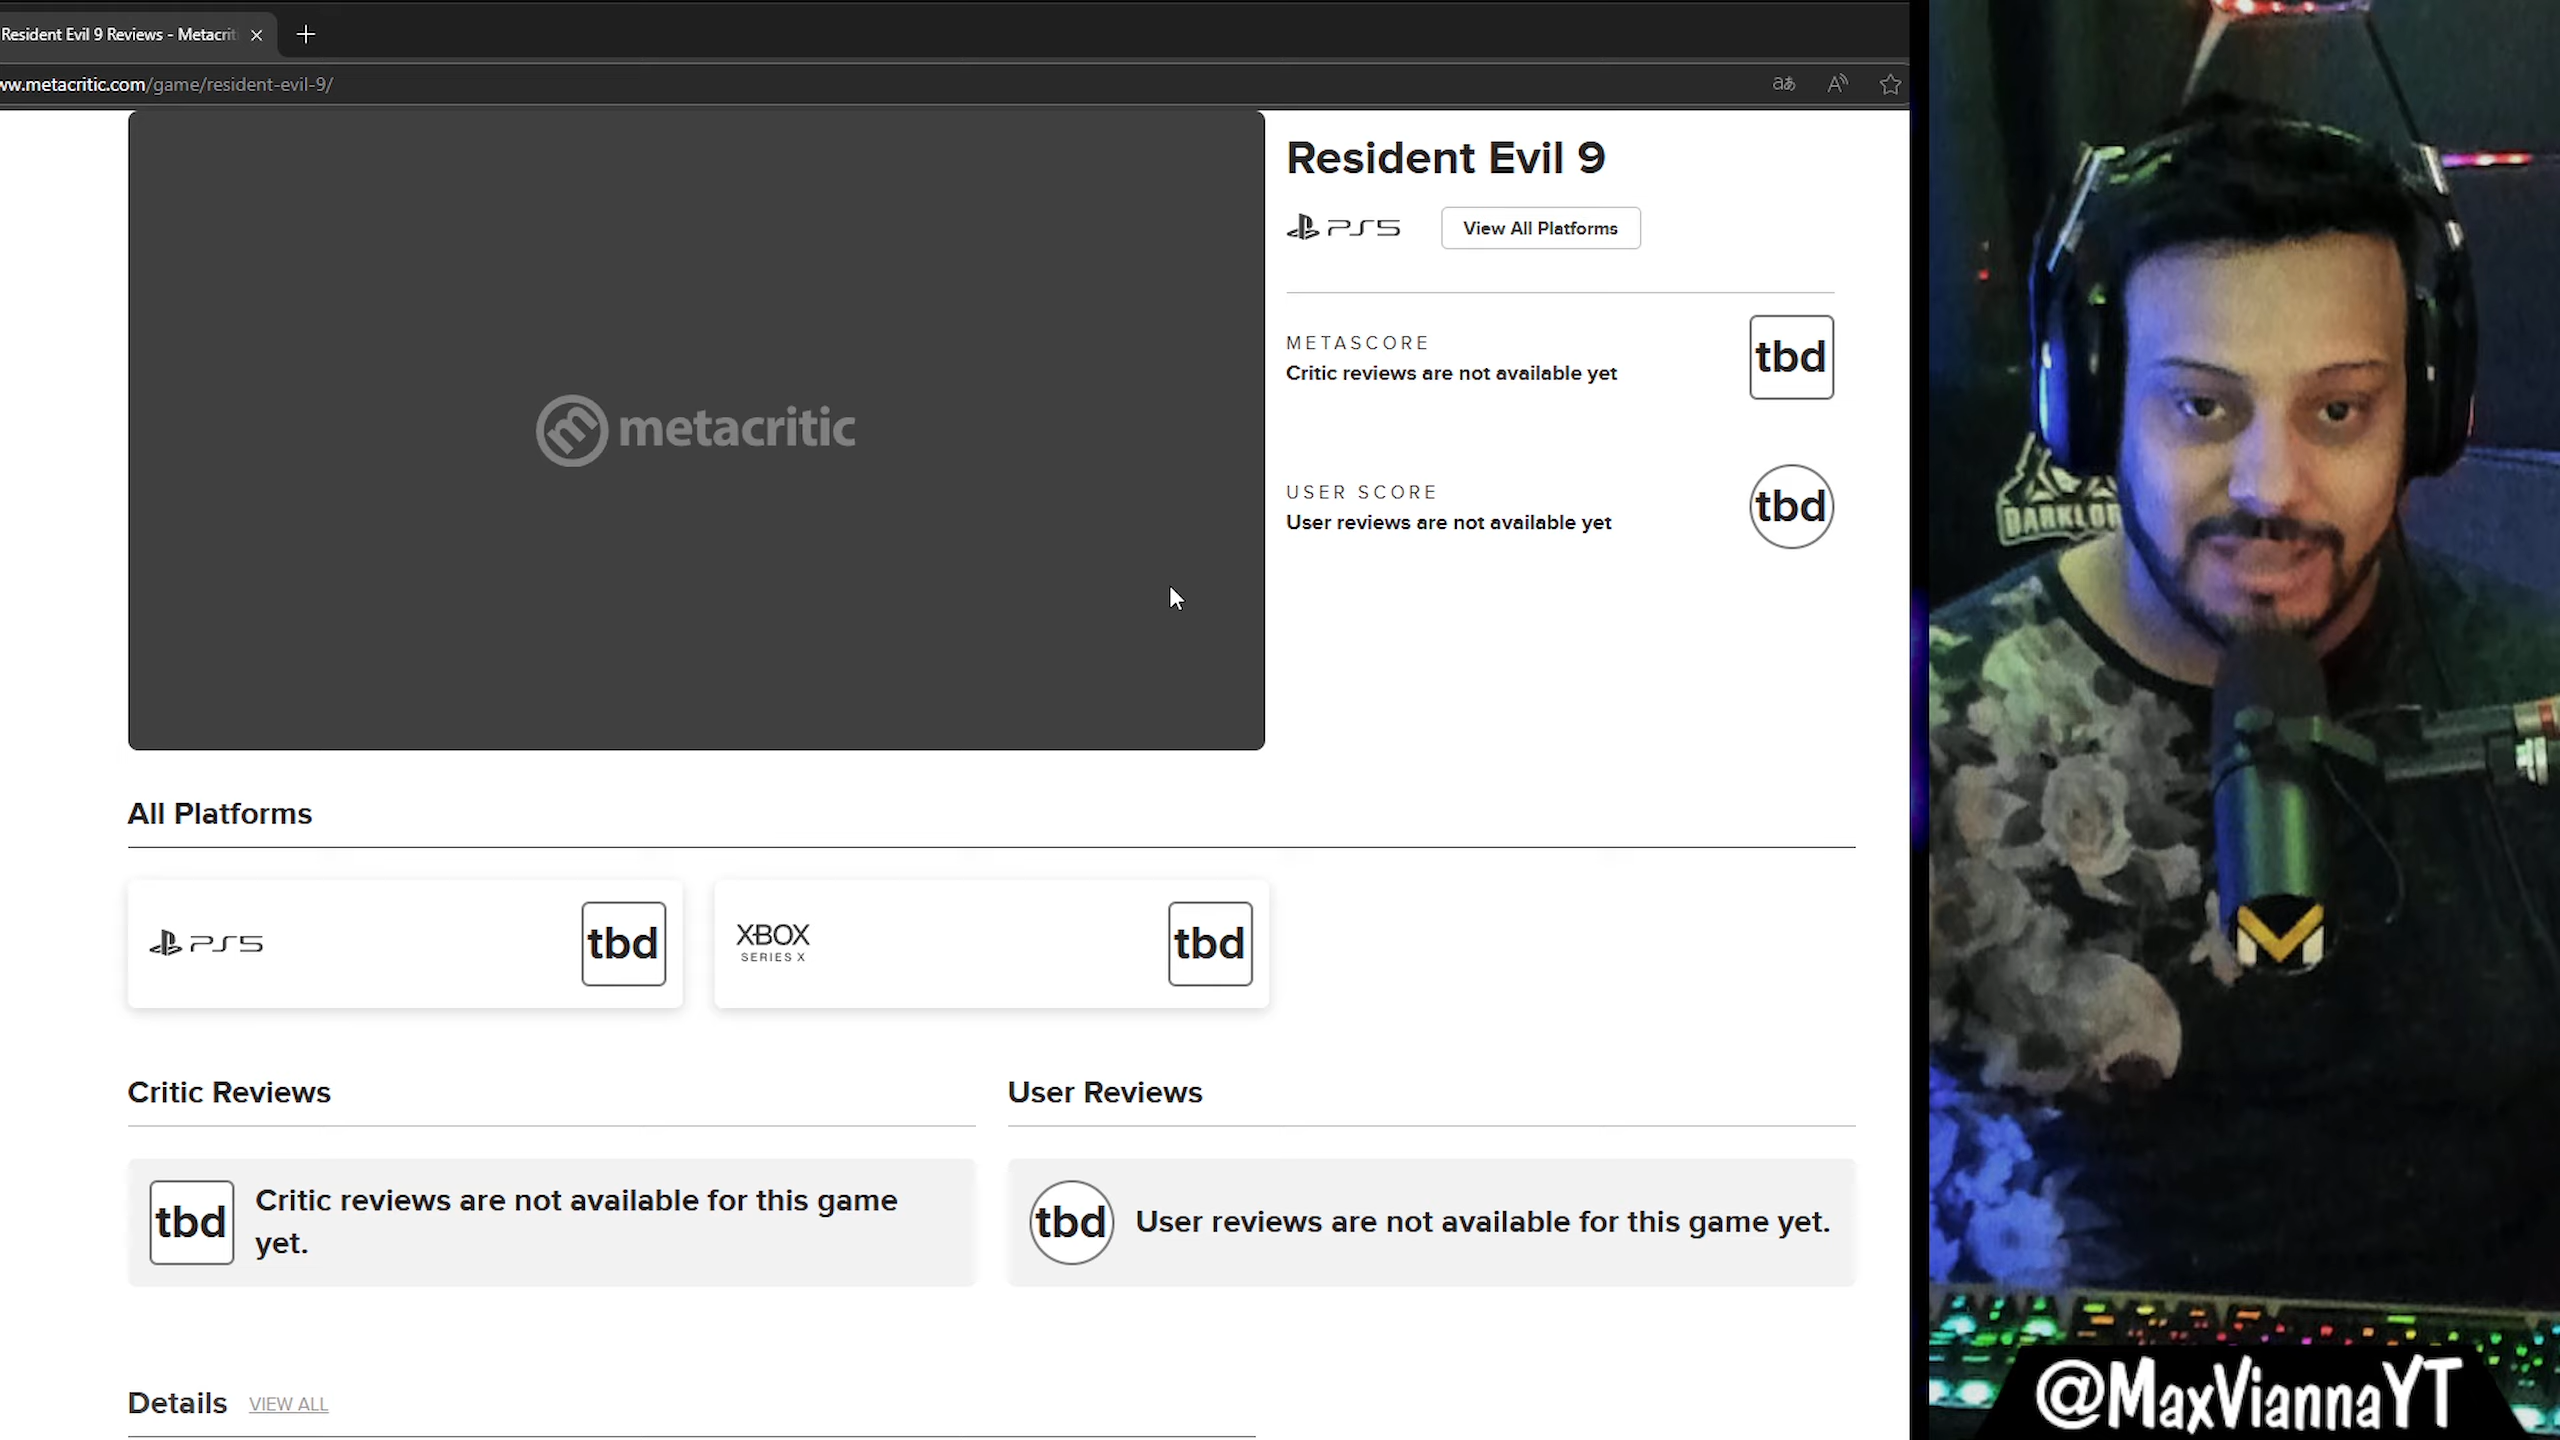 Resident Evil 9 Reviews - Metacrit
ww.metacritic.com/game/resident-evil-9/
metacritic
Resident Evil 9
PS5
View All Platforms
METASCORE
Critic reviews are not available yet
tbd
USER SCORE
User reviews are not available yet
tbd
All Platforms
PS5
tbd
XBOX
SERIES X
tbd
Critic Reviews
tbd
Critic reviews are not available for this game
yet.
User Reviews
tbd
User reviews are not available for this game yet.
Details
VIEW ALL
@MaxViannaYT